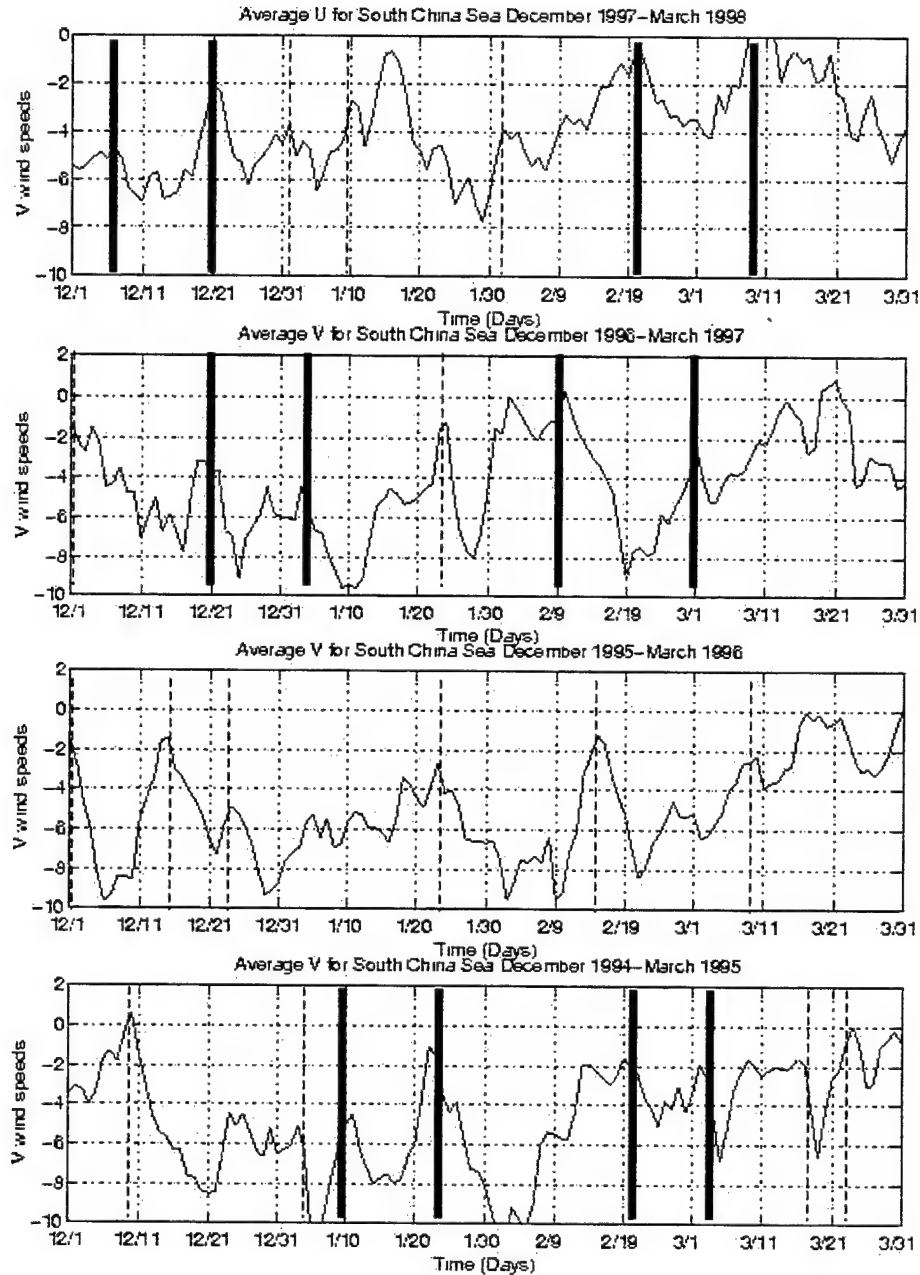 Average U for South China Sea December 1997–March 1998
0
−2
−4
−6
−8
−10
V wind speeds
12/1 12/11 12/21 12/31 1/10 1/20 1/30 2/9 2/19 3/1 3/11 3/21 3/31
Time (Days)
Average V for South China Sea December 1996–March 1997
2
0
−2
−4
−6
−8
−10
V wind speeds
12/1 12/11 12/21 12/31 1/10 1/20 1/30 2/9 2/19 3/1 3/11 3/21 3/31
Time (Days)
Average V for South China Sea December 1995–March 1996
2
0
−2
−4
−6
−8
−10
V wind speeds
12/1 12/11 12/21 12/31 1/10 1/20 1/30 2/9 2/19 3/1 3/11 3/21 3/31
Time (Days)
Average V for South China Sea December 1994–March 1995
2
0
−2
−4
−6
−8
−10
V wind speeds
12/1 12/11 12/21 12/31 1/10 1/20 1/30 2/9 2/19 3/1 3/11 3/21 3/31
Time (Days)